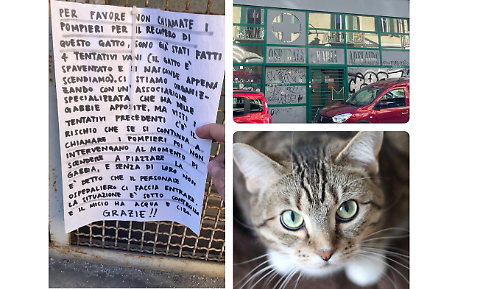 PER FAVORE NON CHIAMATE I
POMPIERI PER IL RECUPERO DI
QUESTO GATTO, SONO GIÀ STATI FATTI
4 TENTATIVI VANI (IL GATTO È
SPAVENTATO E SI NASCONDE APPENA
SCENDIAMO). CI STIAMO ORGANIZ-
ZANDO CON UN'ASSOCIAZIONE
SPECIALIZZATA CHE HA DELLE
GABBIE APPOSITE, MA VISTI I
TENTATIVI PRECEDENTI C'È IL
RISCHIO CHE SE SI CONTINUA A
CHIAMARE I POMPIERI POI NON
INTERVENGANO AL MOMENTO DI
SCENDERE A PIAZZARE LA
GABBIA, E SENZA DI LORO NON
È DETTO CHE IL PERSONALE
OSPEDALIERO CI FACCIA ENTRARE.
LA SITUAZIONE È SOTTO CONTROLLO
E IL MICIO HA ACQUA E CIBO
GRAZIE!!